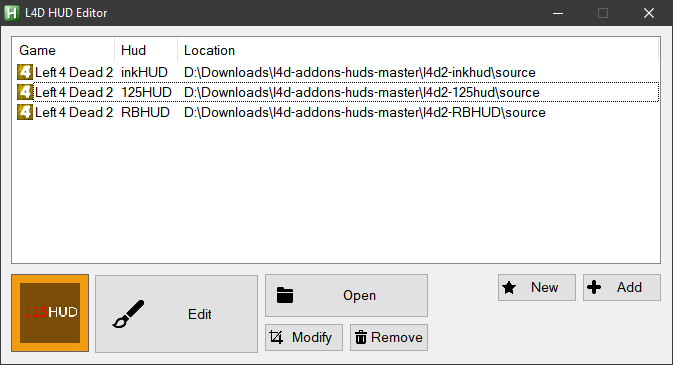 L4D HUD Editor
Game Hud Location
Left 4 Dead 2 inkHUD D:\Downloads\l4d-addons-huds-master\l4d2-inkhud\source
Left 4 Dead 2 125HUD D:\Downloads\l4d-addons-huds-master\l4d2-125hud\source
Left 4 Dead 2 RBHUD D:\Downloads\l4d-addons-huds-master\l4d2-RBHUD\source
125HUD
Edit
Open
New
Add
Modify
Remove